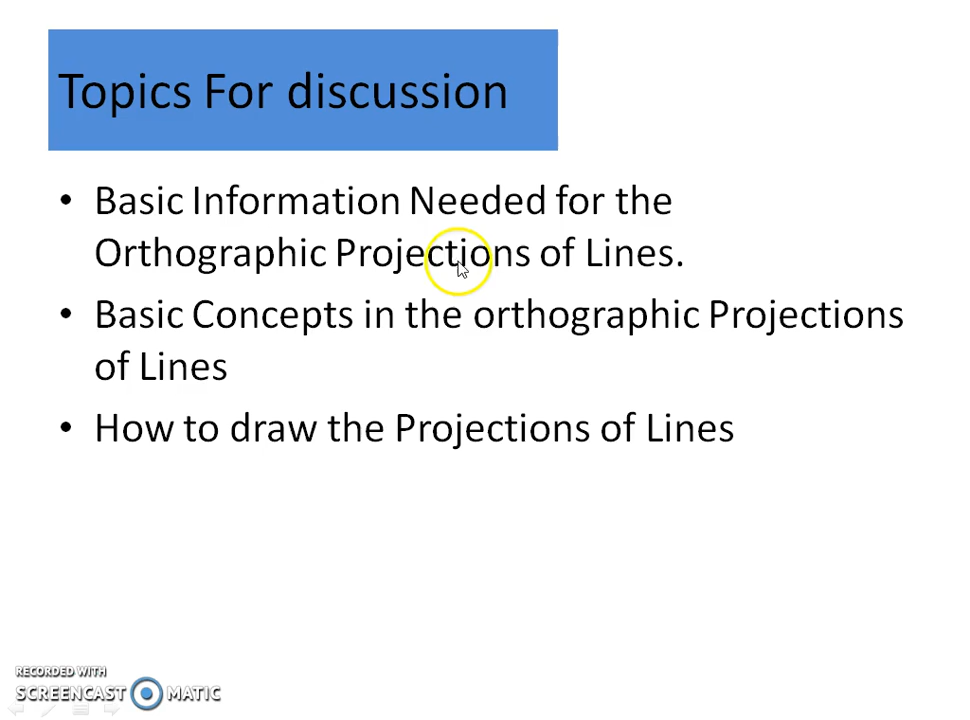 Topics For discussion
• Basic Information Needed for the
Orthographic Projections of Lines.
• Basic Concepts in the orthographic Projections
of Lines
• How to draw the Projections of Lines
RECORDED WITH
SCREENCAST MATIC